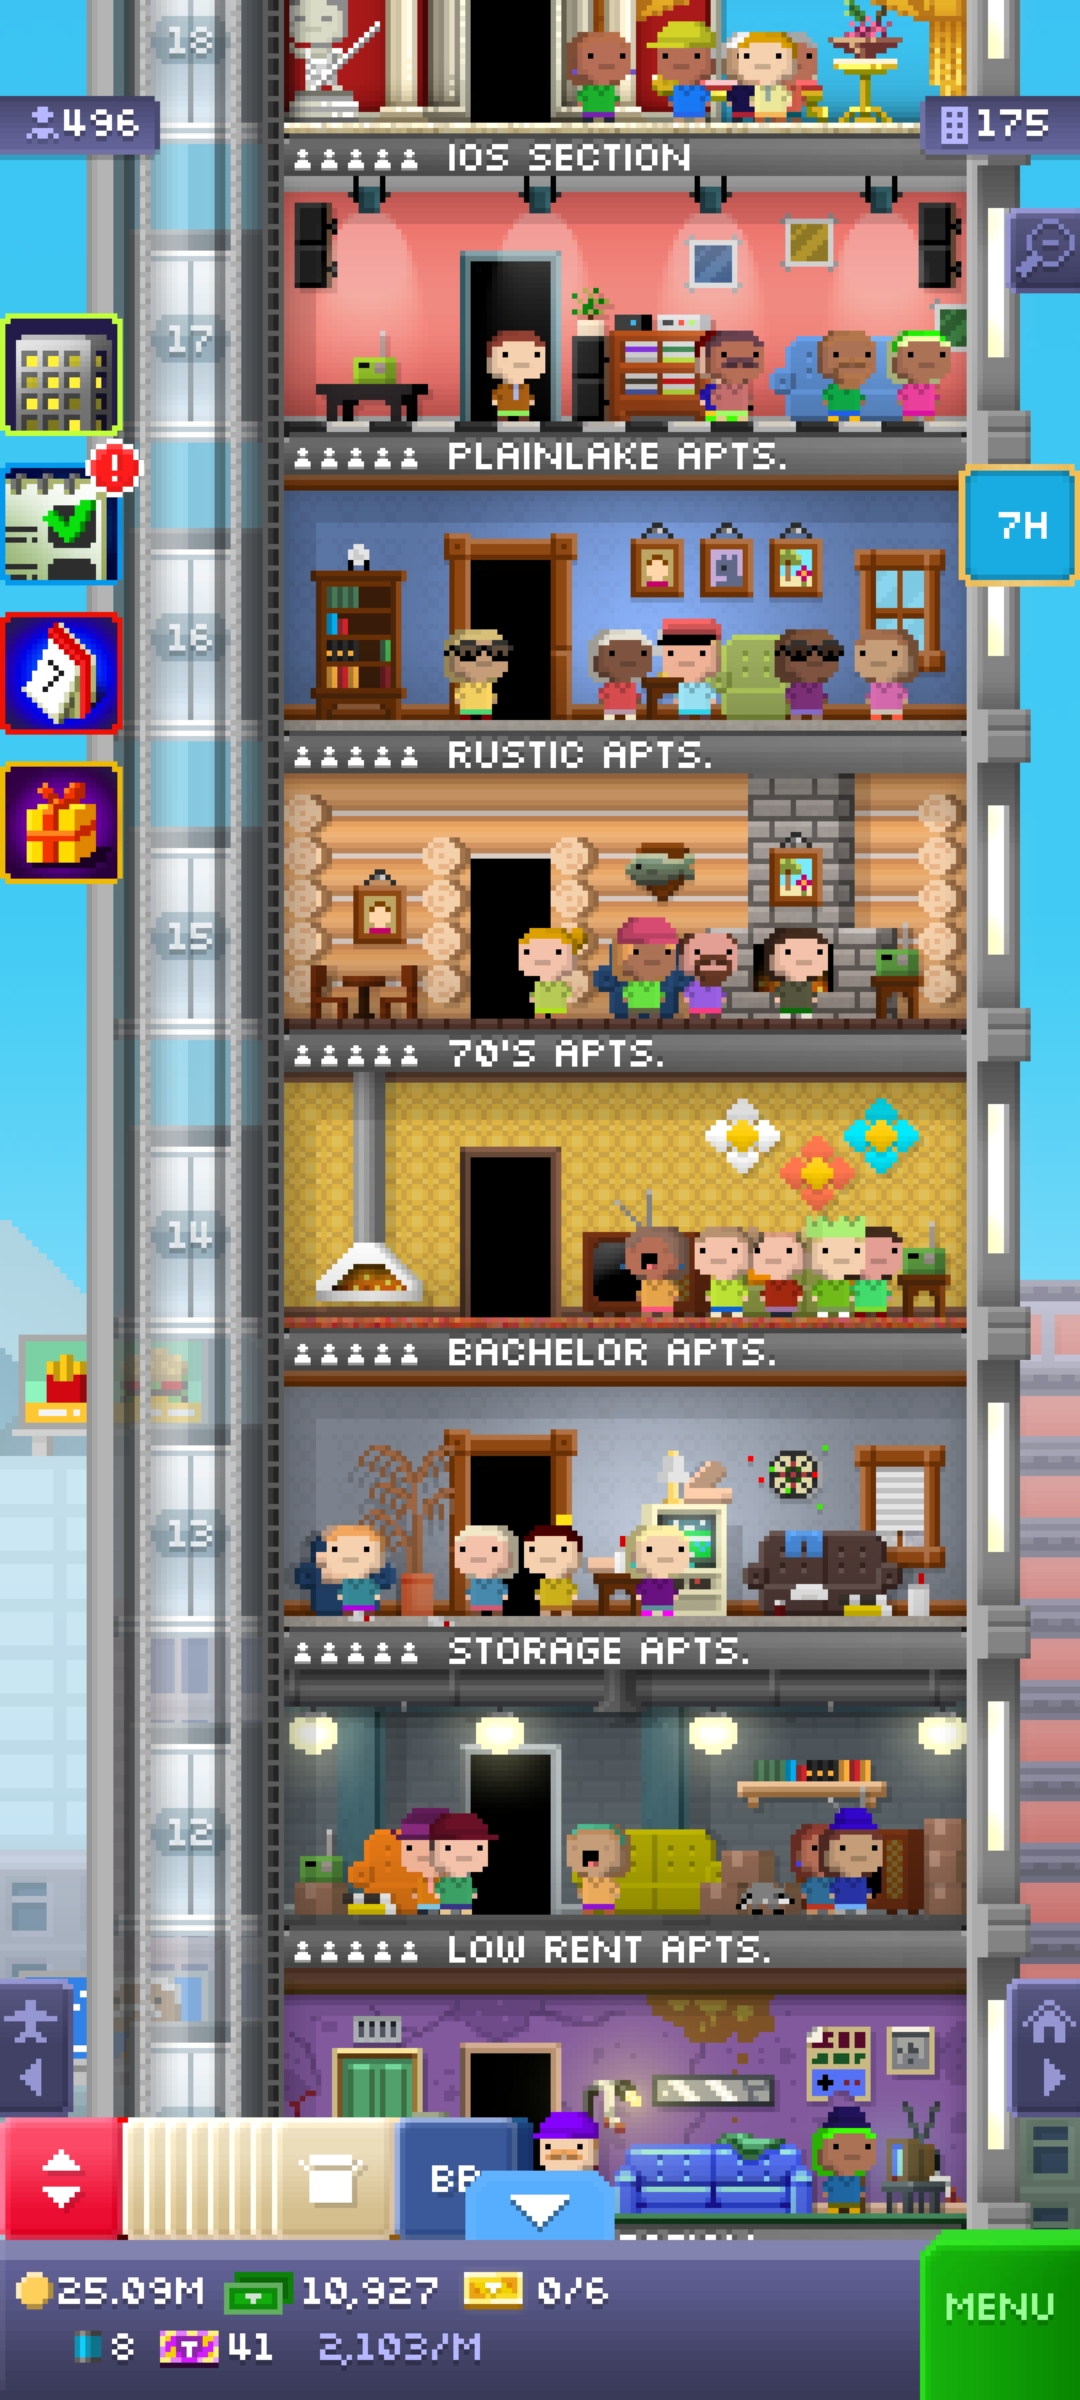 18
496
175
IOS SECTION
17
PLAINLAKE APTS.
7H
16
RUSTIC APTS.
15
70'S APTS.
14
BACHELOR APTS.
13
STORAGE APTS.
12
LOW RENT APTS.
25.09M 10,927 0/6
MENU
8 41 2,103/M